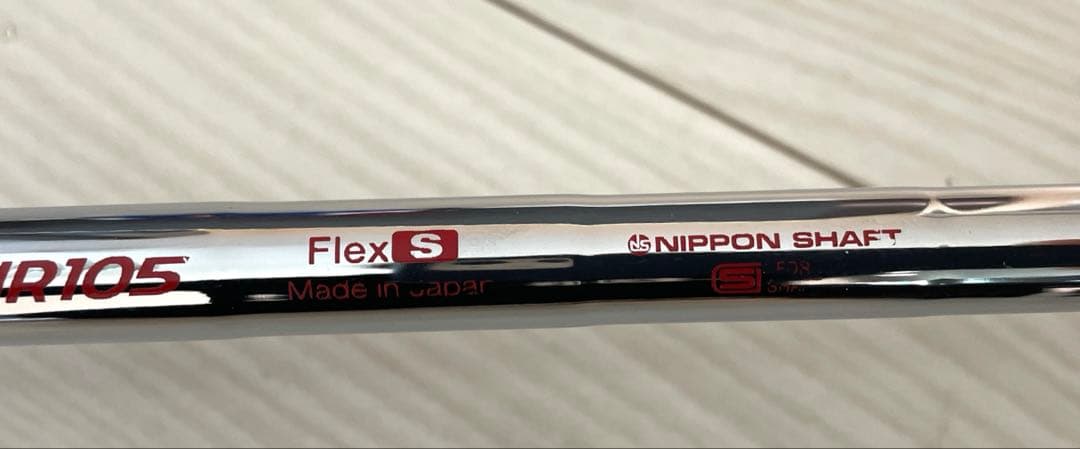 R105
Flex S
Made in Japan
NIPPON SHAFT
S